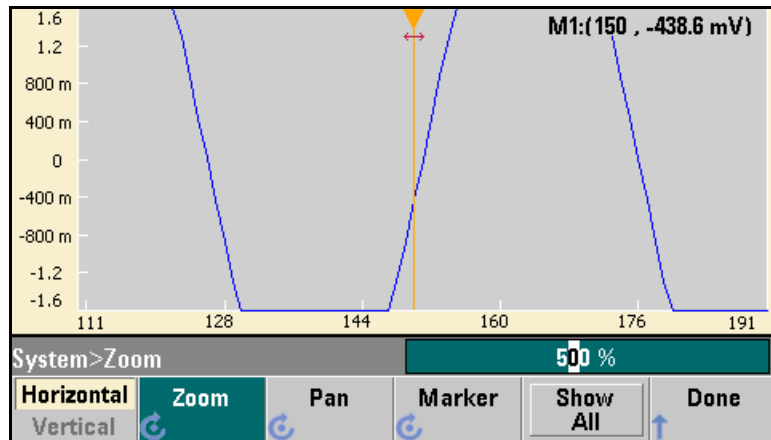 1.6
M1:(150 , -438.6 mV)
1.2
800 m
400 m
0
-400 m
-800 m
-1.2
-1.6
111 128 144 160 176 191
System>Zoom 500 %
Horizontal Zoom Pan Marker Show All Done
Vertical